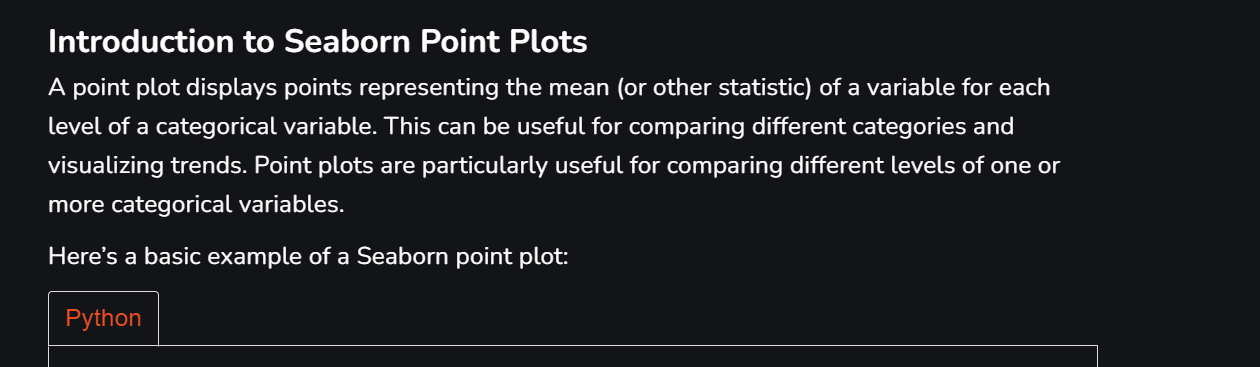 Introduction to Seaborn Point Plots
A point plot displays points representing the mean (or other statistic) of a variable for each
level of a categorical variable. This can be useful for comparing different categories and
visualizing trends. Point plots are particularly useful for comparing different levels of one or
more categorical variables.
Here’s a basic example of a Seaborn point plot:
Python